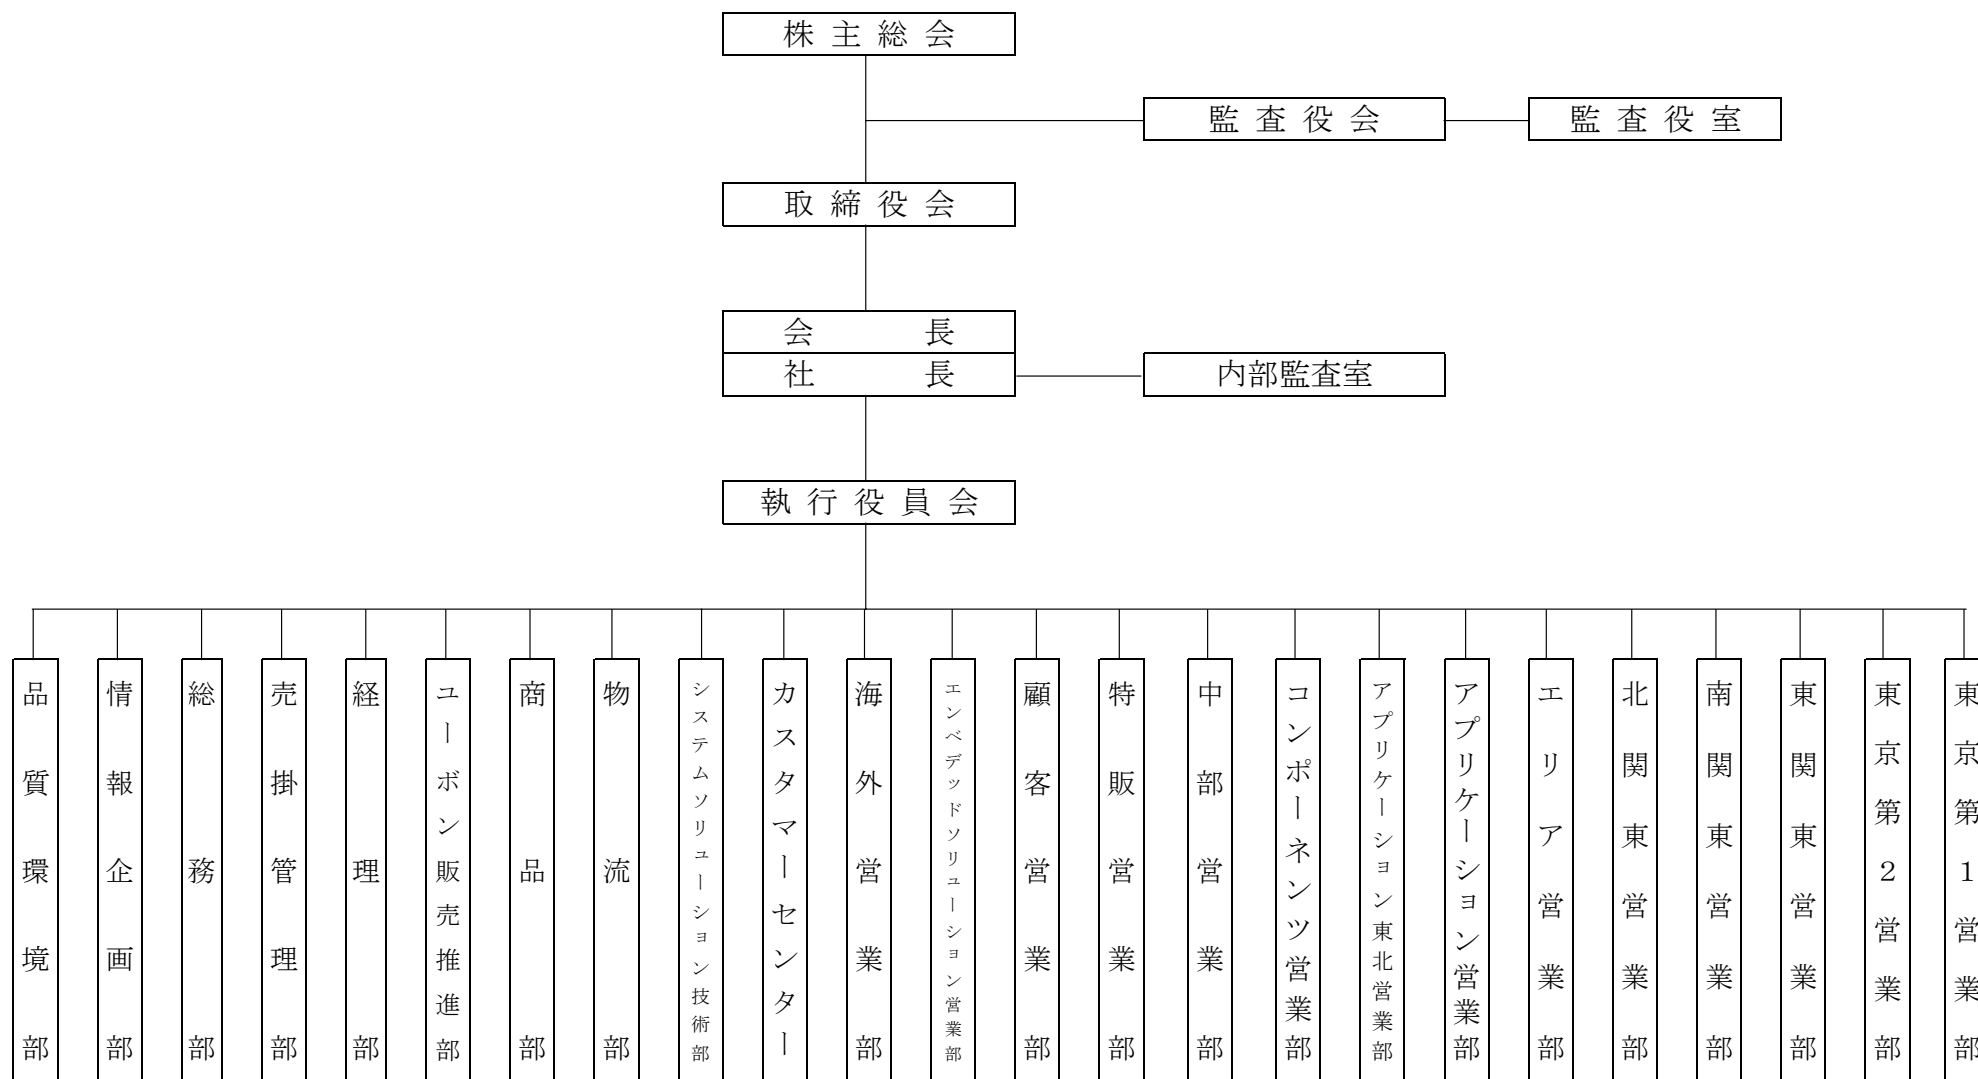 株主総会
監査役会
監査役室
取締役会
会長
社長
内部監査室
執行役員会
品質環境部
情報企画部
総務部
売掛管理部
経理部
ユーボン販売推進部
商品部
物流部
システムソリューション技術部
カスタマーセンター
海外営業部
エンベデッドソリューション営業部
顧客営業部
特販営業部
中部営業部
コンポーネンツ営業部
アプリケーション東北営業部
アプリケーション営業部
エリア営業部
北関東営業部
南関東営業部
東関東営業部
東京第2営業部
東京第1営業部